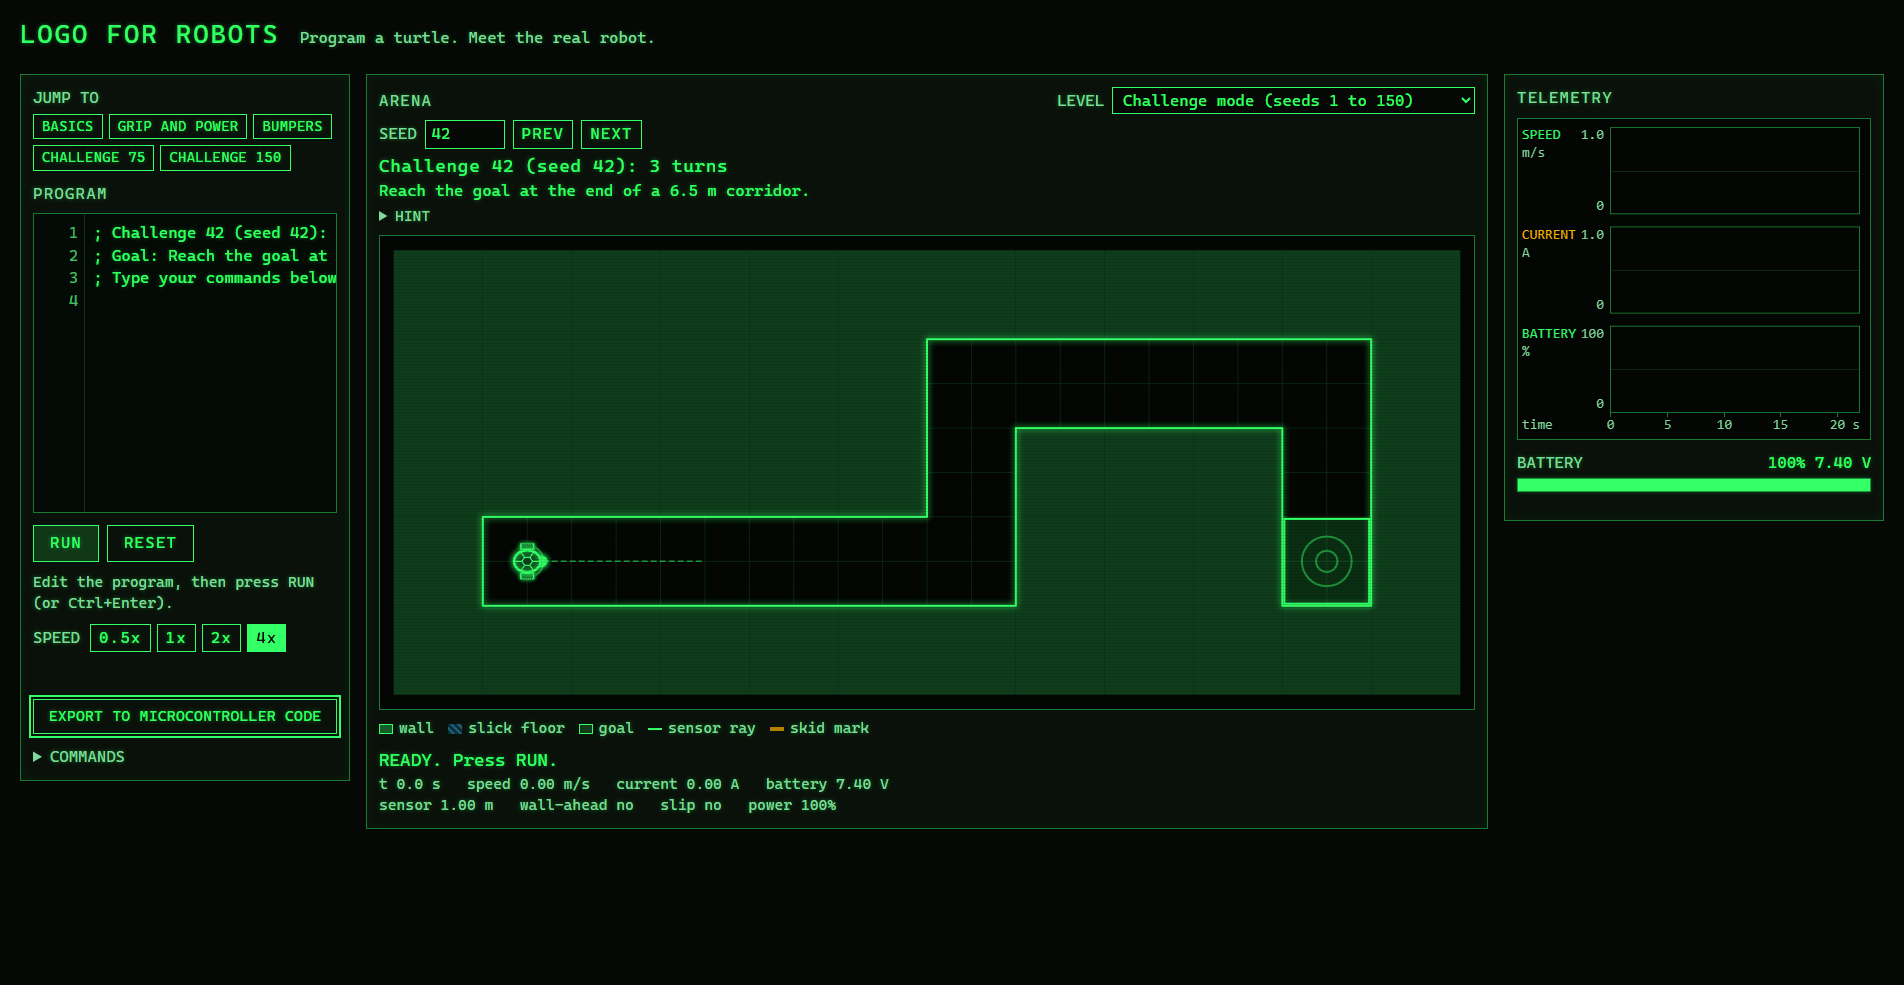 LOGO FOR ROBOTS Program a turtle. Meet the real robot.
JUMP TO
BASICS GRIP AND POWER BUMPERS
CHALLENGE 75 CHALLENGE 150
PROGRAM
1 ; Challenge 42 (seed 42):
2 ; Goal: Reach the goal at
3 ; Type your commands below
4
RUN RESET
Edit the program, then press RUN
(or Ctrl+Enter).
SPEED 0.5x 1x 2x 4x
EXPORT TO MICROCONTROLLER CODE
COMMANDS
ARENA LEVEL Challenge mode (seeds 1 to 150)
SEED 42 PREV NEXT
Challenge 42 (seed 42): 3 turns
Reach the goal at the end of a 6.5 m corridor.
HINT
wall slick floor goal sensor ray skid mark
READY. Press RUN.
t 0.0 s speed 0.00 m/s current 0.00 A battery 7.40 V
sensor 1.00 m wall-ahead no slip no power 100%
TELEMETRY
SPEED 1.0
m/s
0
CURRENT 1.0
A
0
BATTERY 100
%
0
time 0 5 10 15 20 s
BATTERY 100% 7.40 V